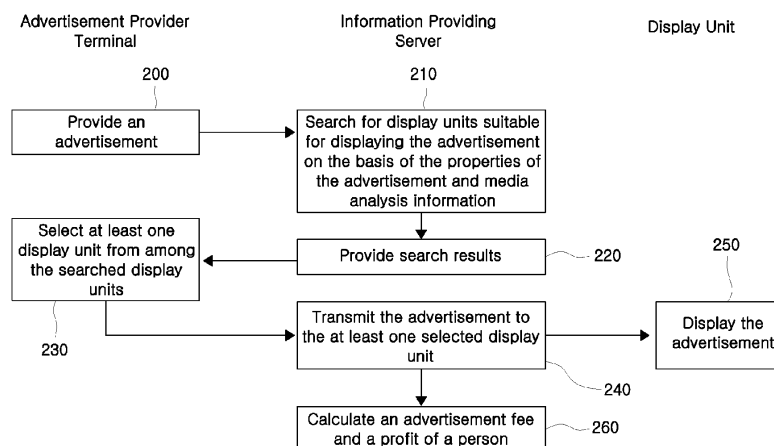 Advertisement Provider
Terminal
Information Providing
Server
Display Unit
200
210
Provide an
advertisement
Search for display units suitable
for displaying the advertisement
on the basis of the properties of
the advertisement and media
analysis information
Select at least one
display unit from among
the searched display
units
Provide search results
220
250
230
Transmit the advertisement to
the at least one selected display
unit
Display the
advertisement
240
Calculate an advertisement fee
and a profit of a person
260